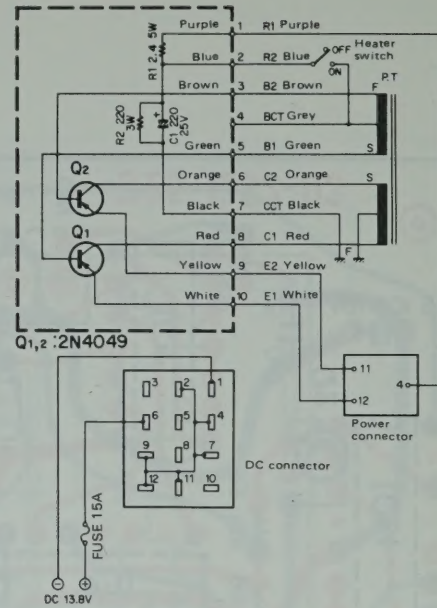 Purple 1 R1 Purple
R1 2.4 5W
Blue 2 R2 Blue OFF Heater switch
ON
P.T
Brown 3 B2 Brown F
R2 220 3W
+
C1 220 25V
4 BCT Grey
Green 5 B1 Green S
Q2
Orange 6 C2 Orange S
Black 7 CCT Black
Q1
Red 8 C1 Red F
Yellow 9 E2 Yellow
White 10 E1 White
Q1,2 :2N4049
11
4
12
Power connector
3 2 1
6 5 4
9 8 7
12 11 10
DC connector
FUSE 15A
− +
DC 13.8V